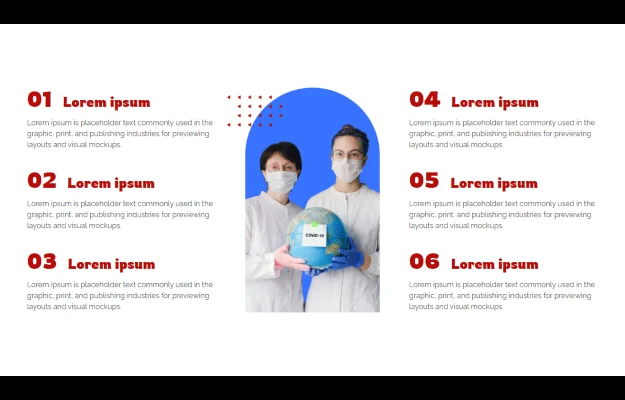 01 Lorem ipsum
Lorem ipsum is placeholder text commonly used in the
graphic, print, and publishing industries for previewing
layouts and visual mockups.
02 Lorem ipsum
Lorem ipsum is placeholder text commonly used in the
graphic, print, and publishing industries for previewing
layouts and visual mockups.
03 Lorem ipsum
Lorem ipsum is placeholder text commonly used in the
graphic, print, and publishing industries for previewing
layouts and visual mockups.
COVID-19
04 Lorem ipsum
Lorem ipsum is placeholder text commonly used in the
graphic, print, and publishing industries for previewing
layouts and visual mockups.
05 Lorem ipsum
Lorem ipsum is placeholder text commonly used in the
graphic, print, and publishing industries for previewing
layouts and visual mockups.
06 Lorem ipsum
Lorem ipsum is placeholder text commonly used in the
graphic, print, and publishing industries for previewing
layouts and visual mockups.